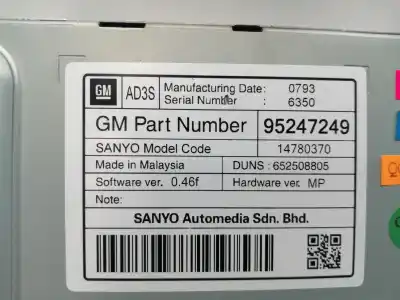 GM AD3S Manufacturing Date: 0793
Serial Number : 6350
GM Part Number 95247249
SANYO Model Code 14780370
Made in Malaysia DUNS : 652508805
Software ver. 0.46f Hardware ver. MP
Note:
SANYO Automedia Sdn. Bhd.